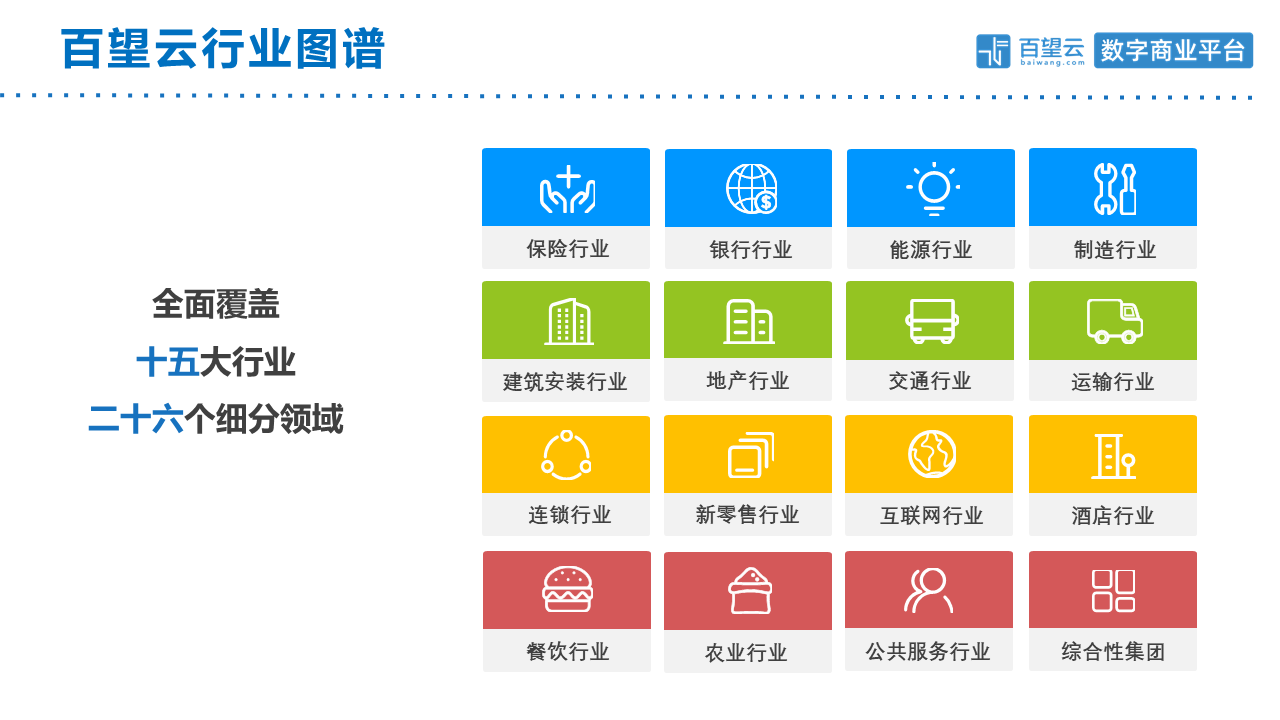 百望云行业图谱
百望云
baiwang.com
数字商业平台
全面覆盖
十五大行业
二十六个细分领域
保险行业
$
银行行业
能源行业
制造行业
建筑安装行业
地产行业
交通行业
运输行业
连锁行业
新零售行业
互联网行业
酒店行业
餐饮行业
农业行业
公共服务行业
综合性集团